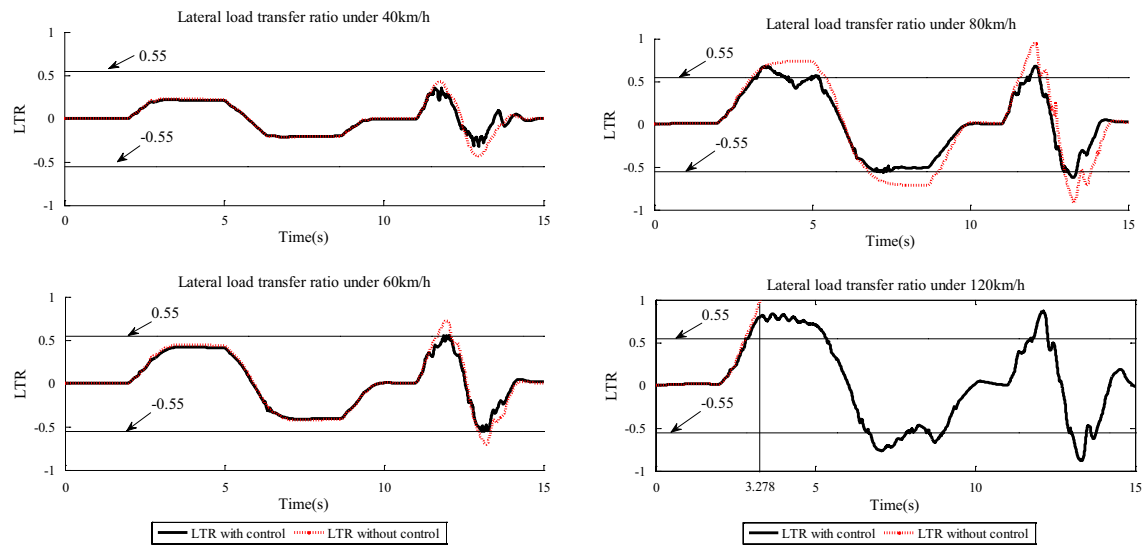 Lateral load transfer ratio under 40km/h
1
0.5
0
-0.5
-1
LTR
0.55
-0.55
0
5
10
15
Time(s)
Lateral load transfer ratio under 80km/h
1
0.5
0
-0.5
-1
LTR
0.55
-0.55
0
5
10
15
Time(s)
Lateral load transfer ratio under 60km/h
1
0.5
0
-0.5
-1
LTR
0.55
-0.55
0
5
10
15
Time(s)
LTR with control
LTR without control
Lateral load transfer ratio under 120km/h
1
0.5
0
-0.5
-1
LTR
0.55
-0.55
0
3.278
5
10
15
Time(s)
LTR with control
LTR without control